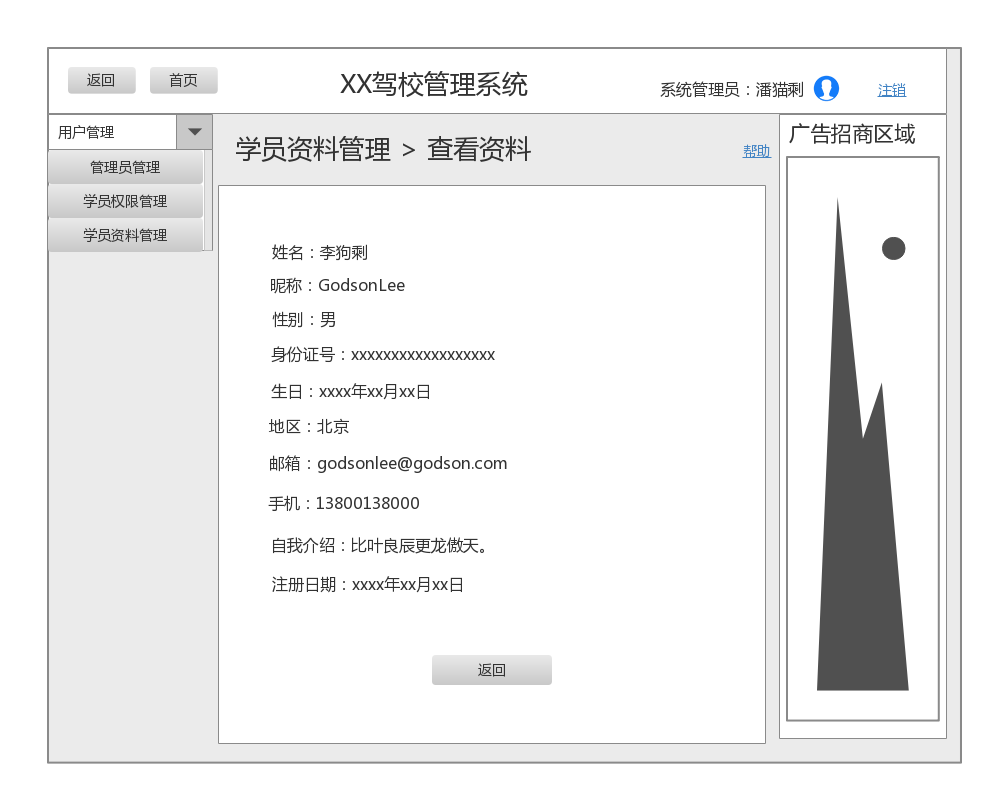 返回
首页
XX驾校管理系统
系统管理员：潘猫剩
注销
用户管理
管理员管理
学员权限管理
学员资料管理
学员资料管理 > 查看资料
帮助
广告招商区域
姓名：李狗剩
昵称：GodsonLee
性别：男
身份证号：xxxxxxxxxxxxxxxxxx
生日：xxxx年xx月xx日
地区：北京
邮箱：godsonlee@godson.com
手机：13800138000
自我介绍：比叶良辰更龙傲天。
注册日期：xxxx年xx月xx日
返回